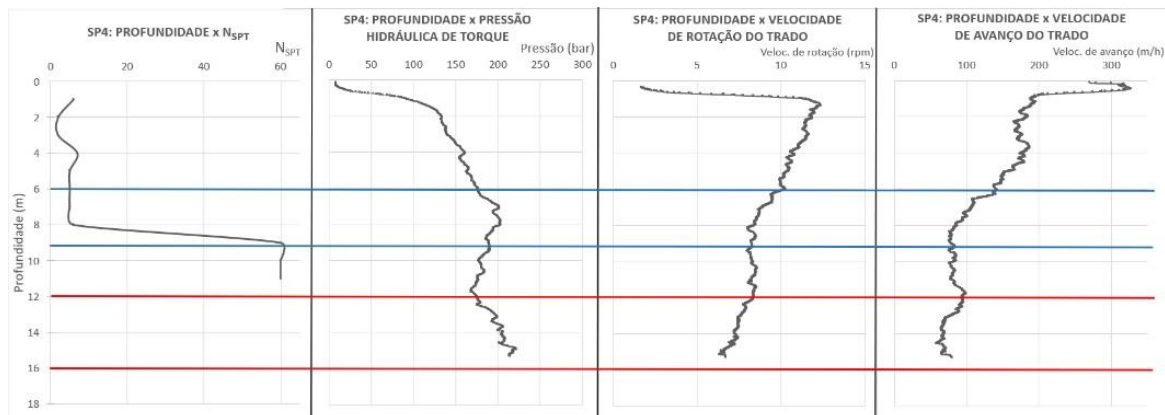 SP4: PROFUNDIDADE x N_SPT
N_SPT
0 20 40 60
0
2
4
6
8
10
12
14
16
18
Profundidade (m)
SP4: PROFUNDIDADE x PRESSÃO
HIDRÁULICA DE TORQUE
Pressão (bar)
0 50 100 150 200 250 300
SP4: PROFUNDIDADE x VELOCIDADE
DE ROTAÇÃO DO TRADO
Veloc. de rotação (rpm)
0 5 10 15
SP4: PROFUNDIDADE x VELOCIDADE
DE AVANÇO DO TRADO
Veloc. de avanço (m/h)
0 100 200 300